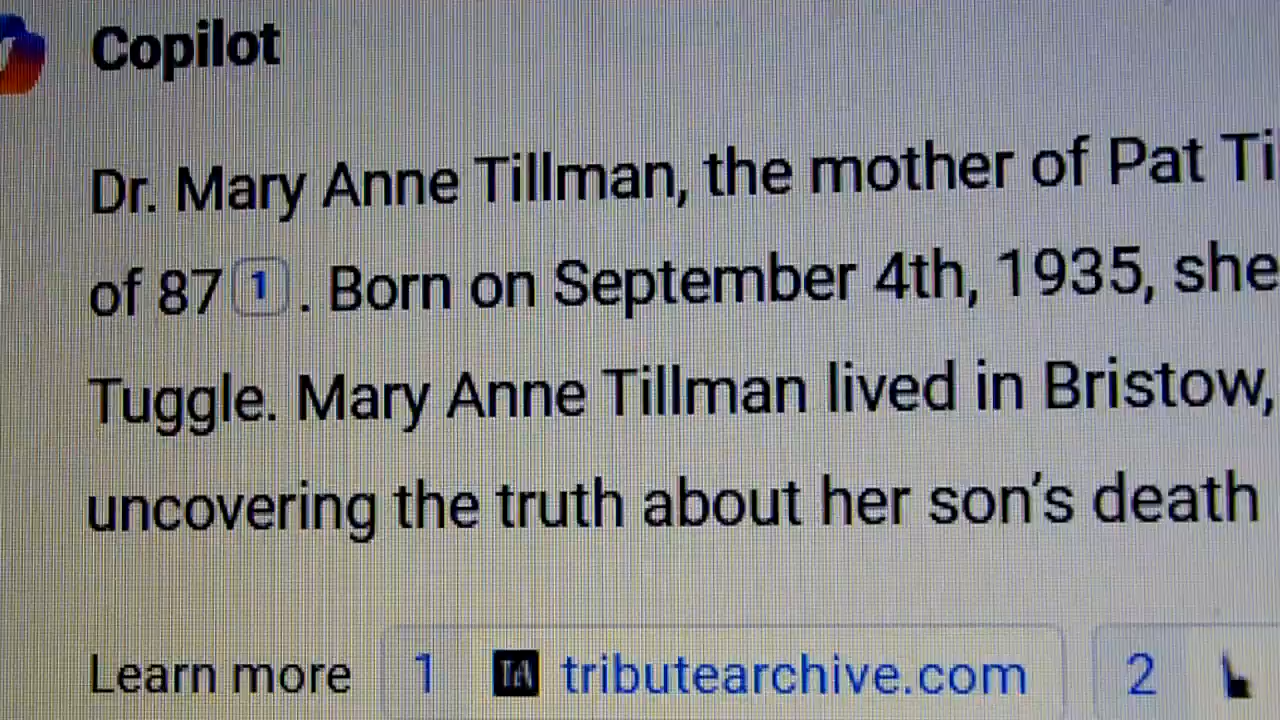 Copilot
Dr. Mary Anne Tillman, the mother of Pat Ti
of 87 1 . Born on September 4th, 1935, she
Tuggle. Mary Anne Tillman lived in Bristow,
uncovering the truth about her son's death
Learn more 1 TA tributearchive.com 2